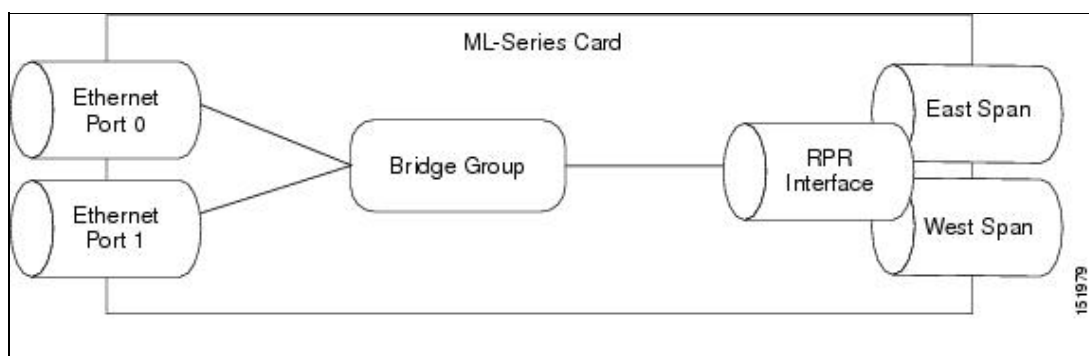 ML-Series Card
Ethernet
Port 0
East Span
Bridge Group
RPR
Interface
Ethernet
Port 1
West Span
151979